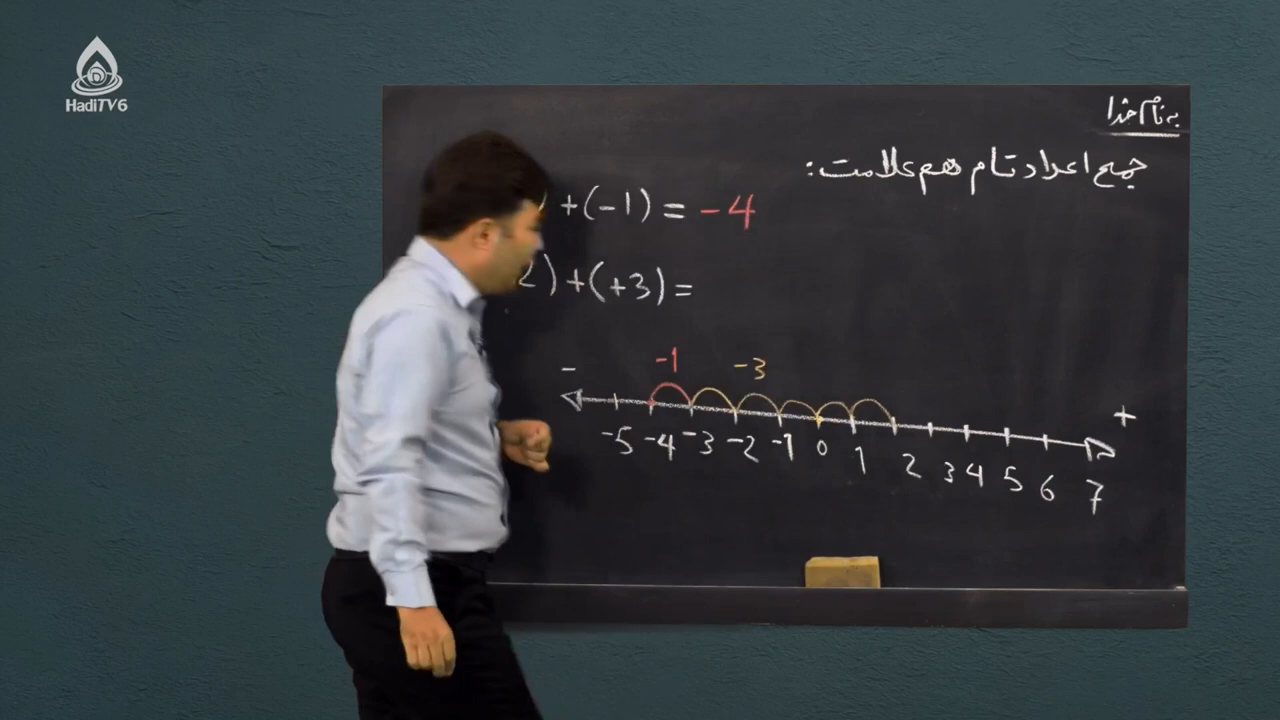 HadiTV6
به نام خدا
جمع اعداد تام هم علامت:
) +(-1) = -4
2) +(+3) =
-1 -3
- +
-5 -4 -3 -2 -1 0 1 2 3 4 5 6 7